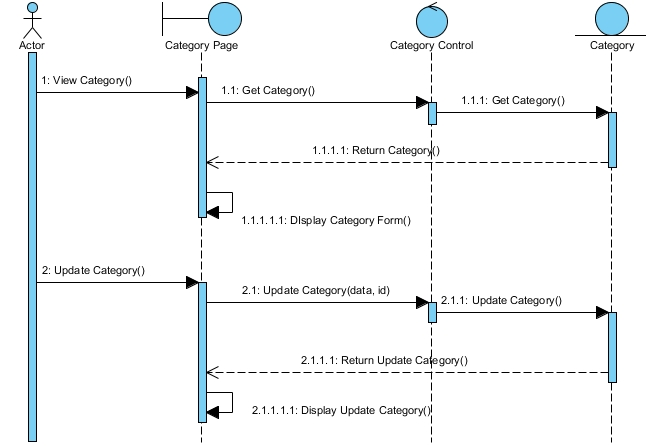 Actor
Category Page
Category Control
Category
1: View Category()
1.1: Get Category()
1.1.1: Get Category()
1.1.1.1: Return Category()
1.1.1.1.1: DIsplay Category Form()
2: Update Category()
2.1: Update Category(data, id)
2.1.1: Update Category()
2.1.1.1: Return Update Category()
2.1.1.1.1: Display Update Category()